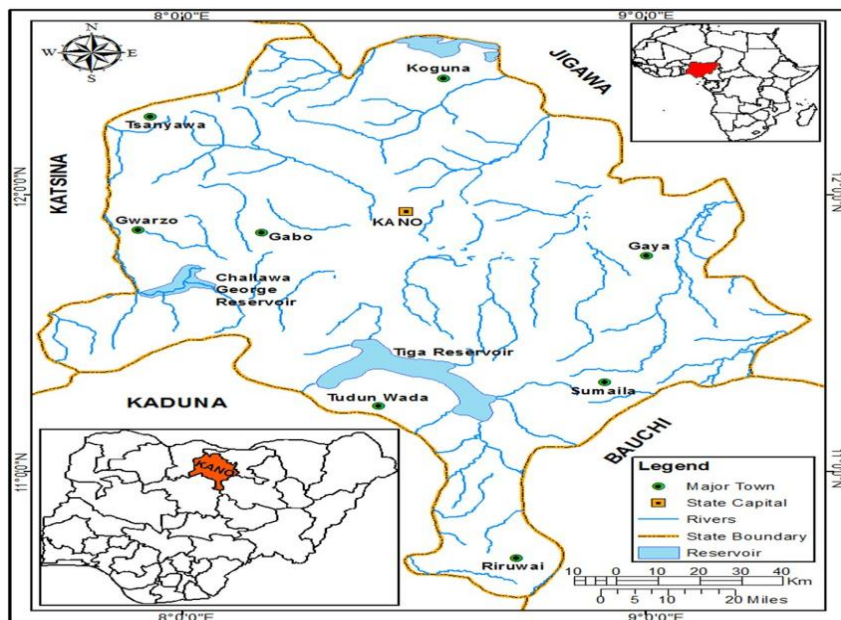 8°0'0"E
9°0'0"E
N
W
E
S
JIGAWA
Koguna
Tsanyawa
KATSINA
12°0'0"N
12°0'0"N
KANO
Gwarzo
Gabo
Gaya
Challawa
George
Reservoir
Tiga Reservoir
Sumaila
Tudun Wada
KADUNA
BAUCHI
11°0'0"N
11°0'0"N
KANO
Riruwai
Legend
Major Town
State Capital
Rivers
State Boundary
Reservoir
10 0 10 20 30 40
Km
0 5 10 20 Miles
8°0'0"E
9°0'0"E